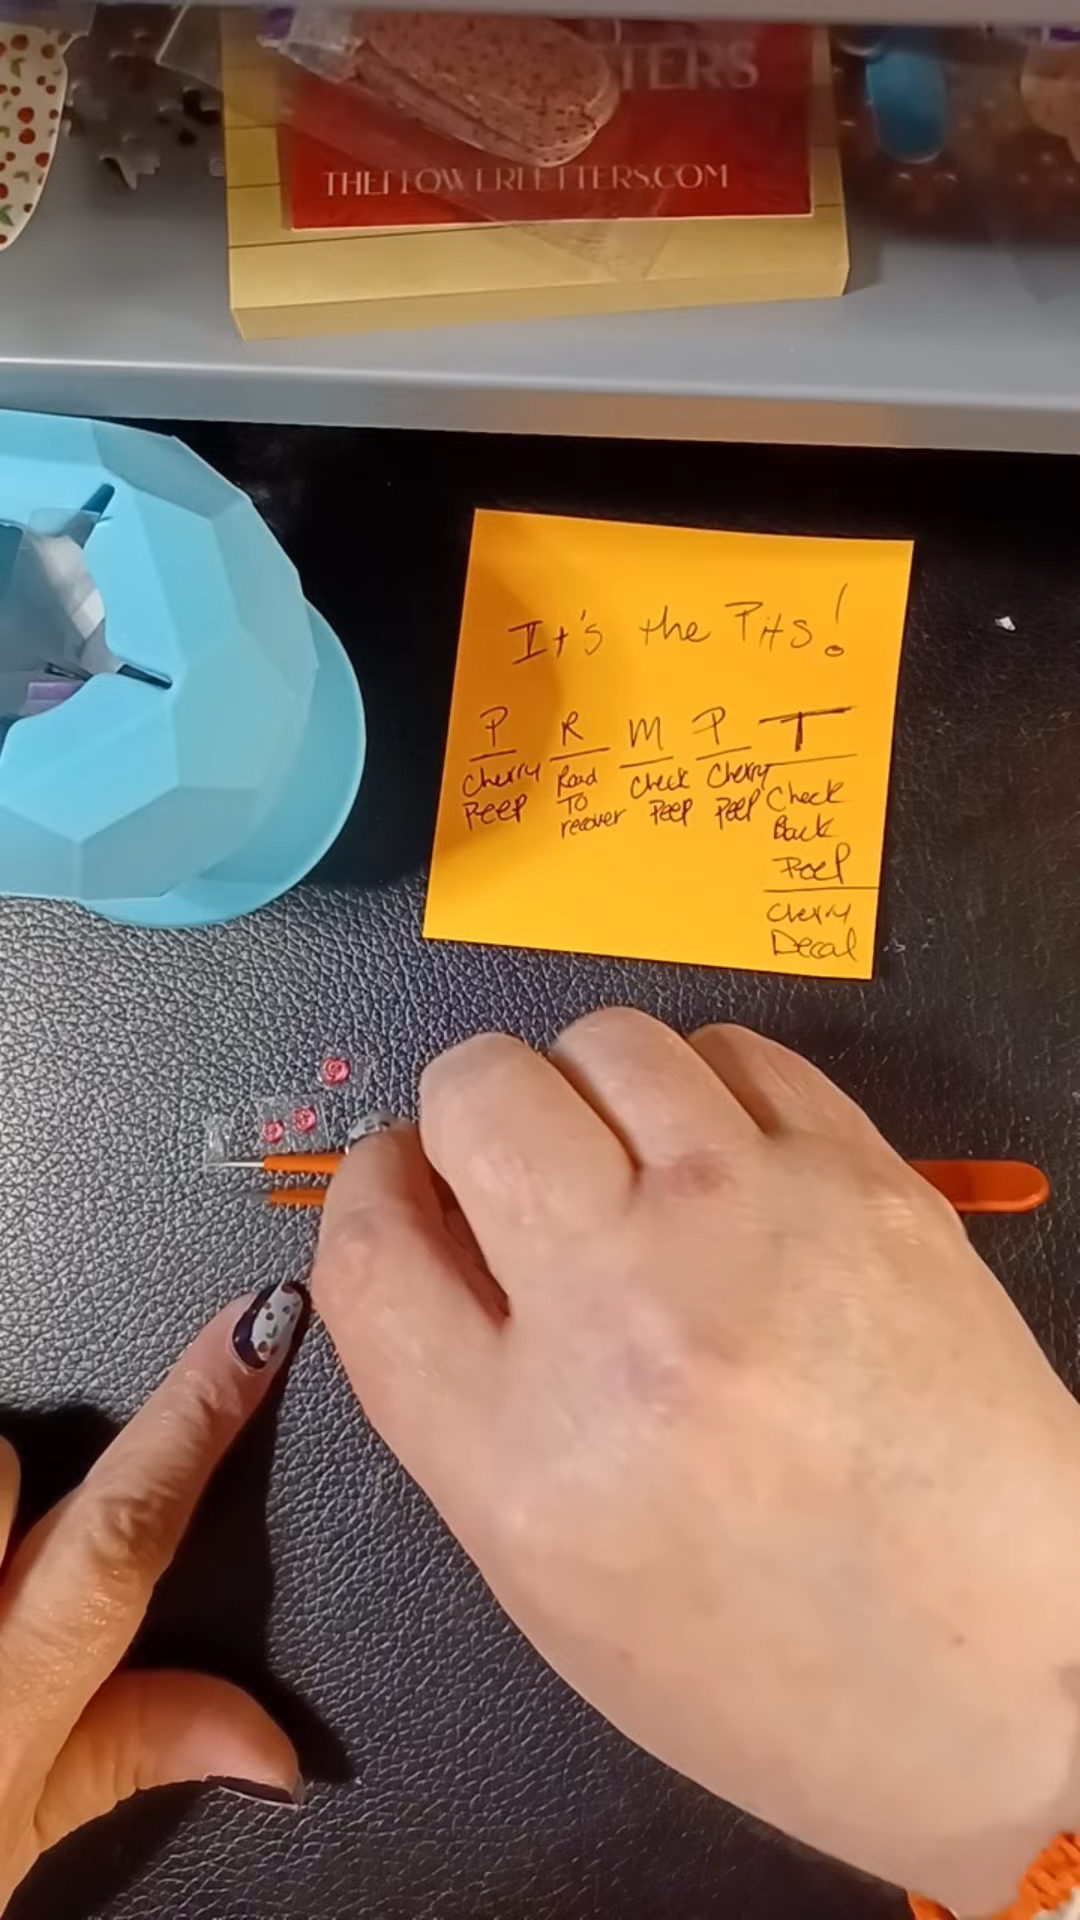 TERS
THEFLOWERLETTERS.COM
It's the Pits!
P R M P T
Cherry Peep
Road To recover
Check Peep
Cherry Peel
Check Back Peel
Cherry Decal